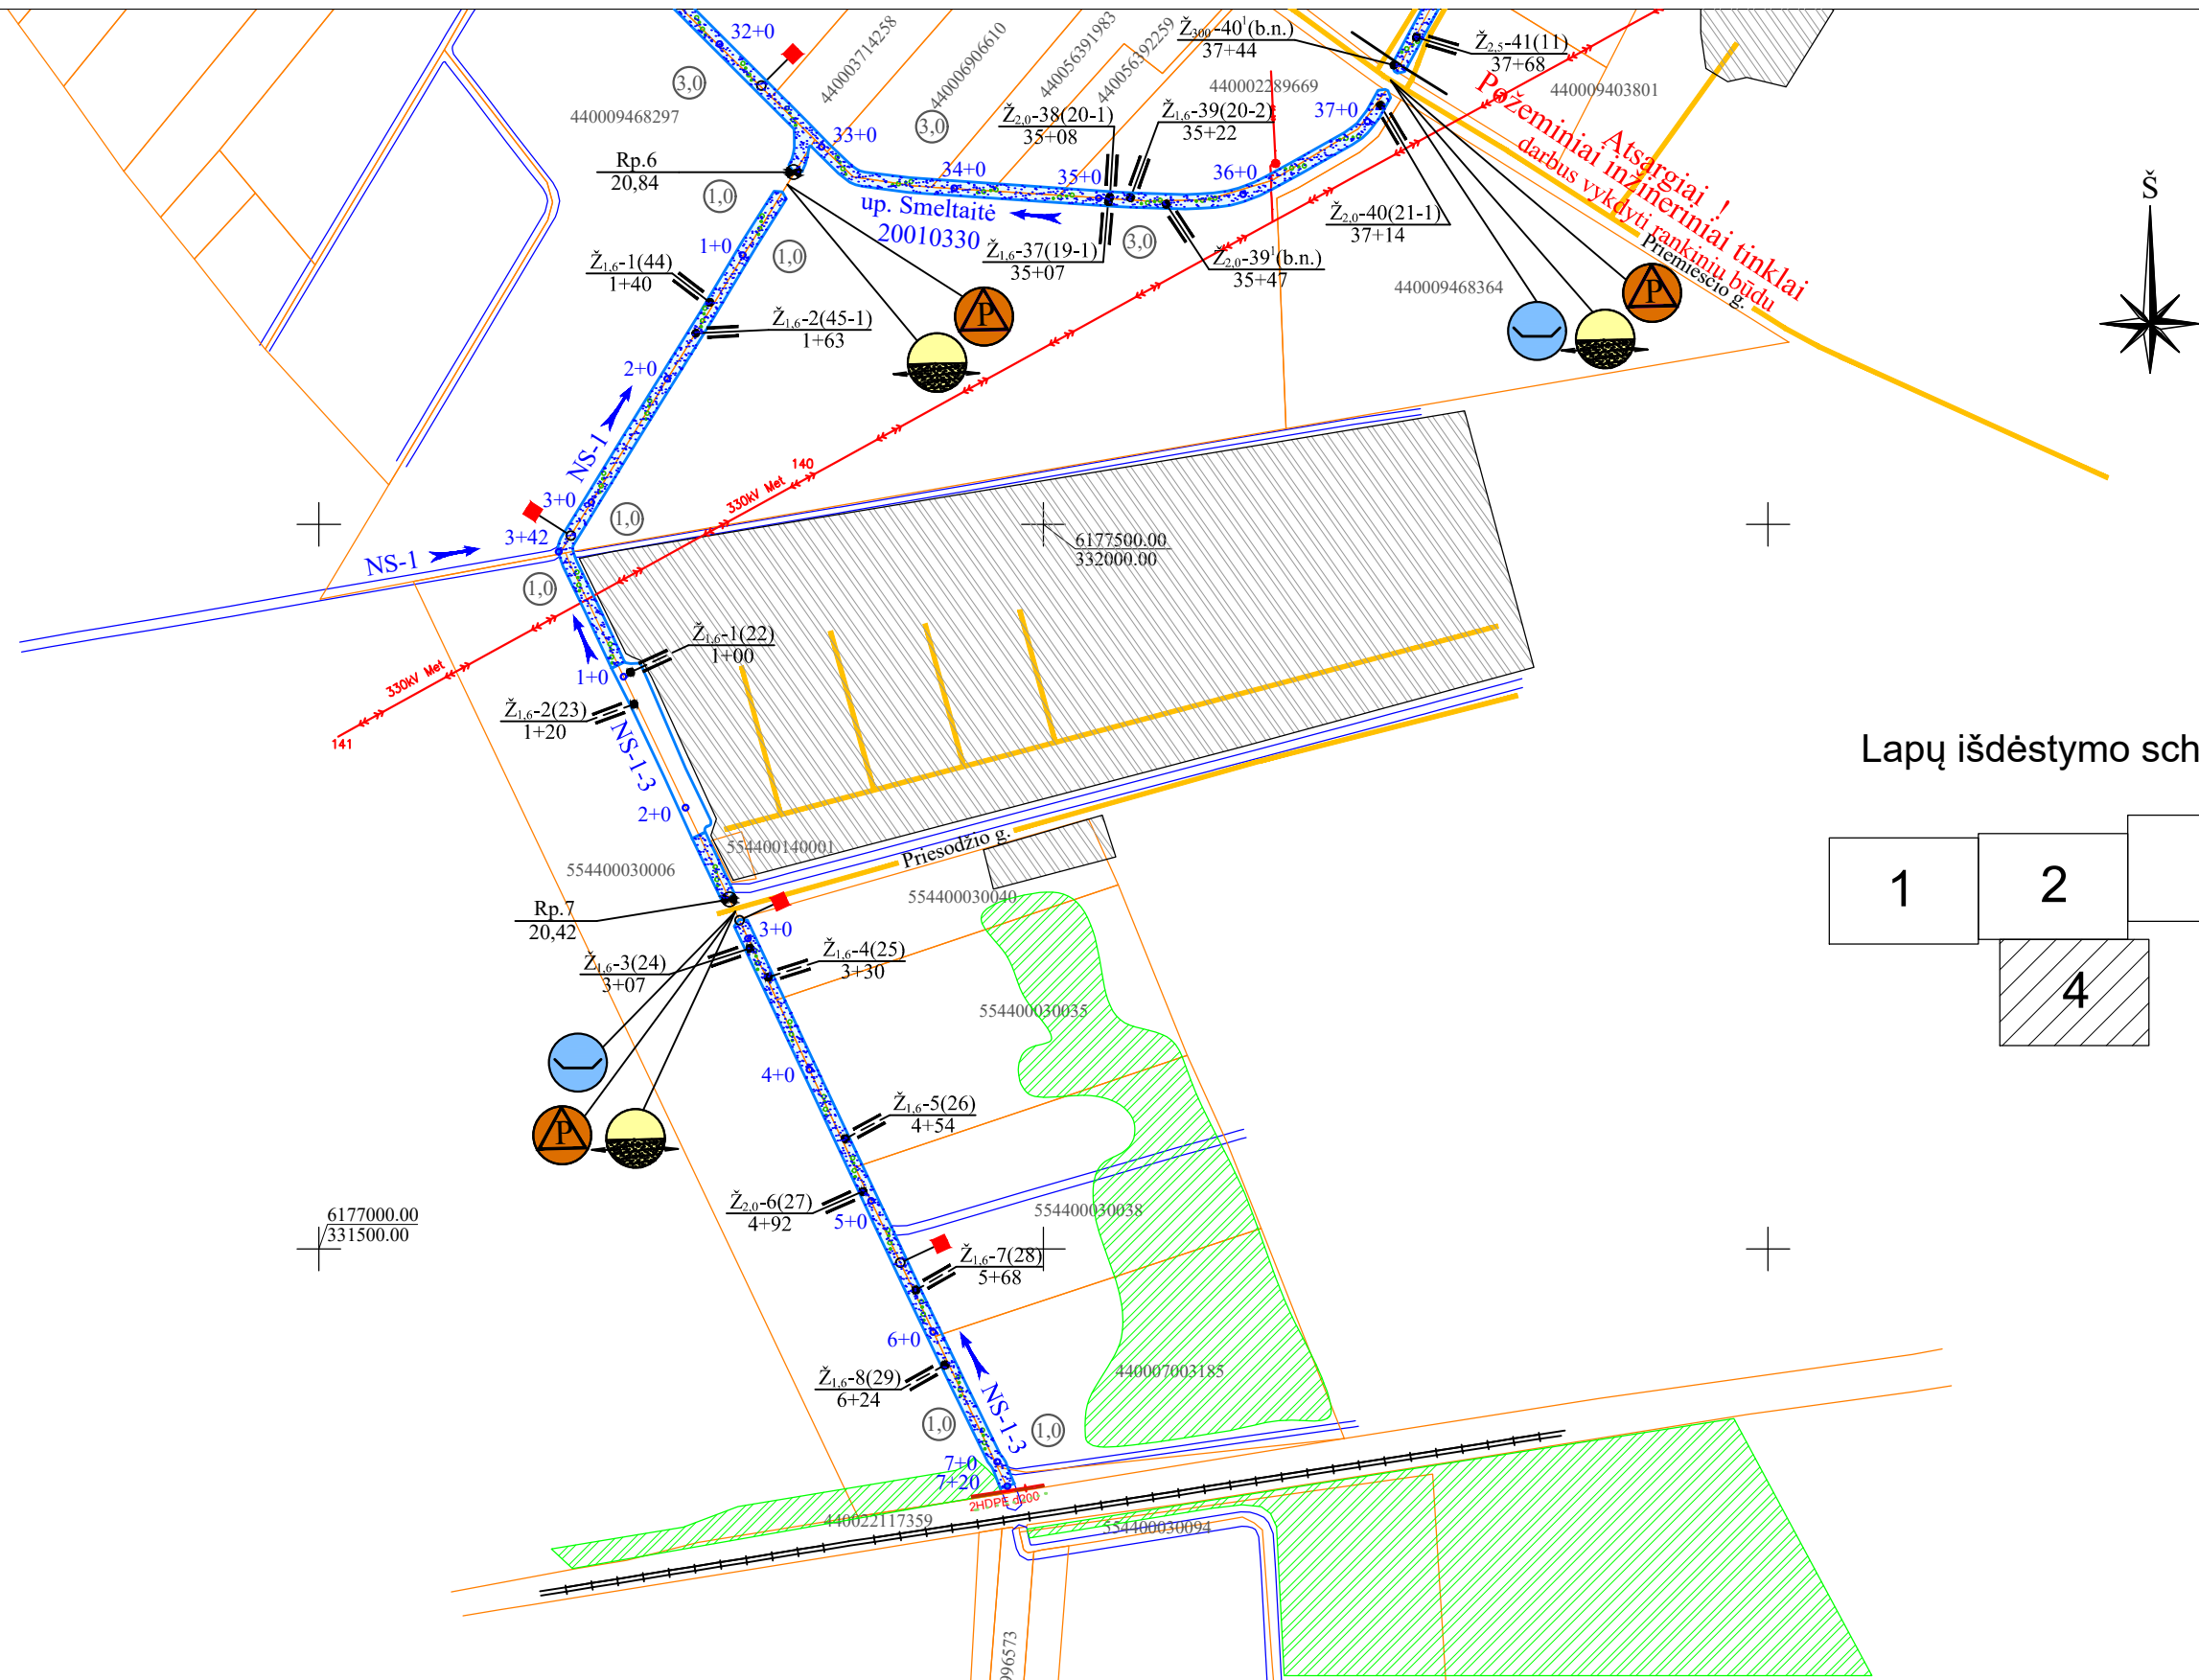 32+0
3,0
440003714258
440006906610
440056391983
440056392259
Ž300-40¹(b.n.)
37+44
Ž2,5-41(11)
37+68
440009468297
440002289669
440009403801
33+0
3,0
Ž2,0-38(20-1)
35+08
Ž1,6-39(20-2)
35+22
37+0
Atsargiai !
Požeminiai inžineriniai tinklai
darbus vykdyti rankiniu būdu
Priemiesčio g.
Š
Rp.6
20,84
1,0
34+0
35+0
36+0
up. Smeltaitė
20010330
Ž1,6-37(19-1)
35+07
3,0
Ž2,0-39¹(b.n.)
35+47
Ž2,0-40(21-1)
37+14
440009468364
1+0
1,0
Ž1,6-1(44)
1+40
Ž1,6-2(45-1)
1+63
P
P
2+0
NS-1
140
330kV Met
3+0
1,0
3+42
NS-1
6177500.00
332000.00
1,0
Ž1,6-1(22)
1+00
330kV Met
1+0
141
Ž1,6-2(23)
1+20
NS-1-3
2+0
Lapų išdėstymo sch
1
2
4
554400140001
Priesodžio g.
554400030006
554400030040
Rp.7
20,42
3+0
Ž1,6-3(24)
3+07
Ž1,6-4(25)
3+30
554400030035
4+0
Ž1,6-5(26)
4+54
P
Ž2,0-6(27)
4+92
5+0
554400030038
6177000.00
331500.00
Ž1,6-7(28)
5+68
6+0
Ž1,6-8(29)
6+24
440007003185
1,0
NS-1-3
1,0
7+0
7+20
2HDPE d200
440022117359
554400030094
996573